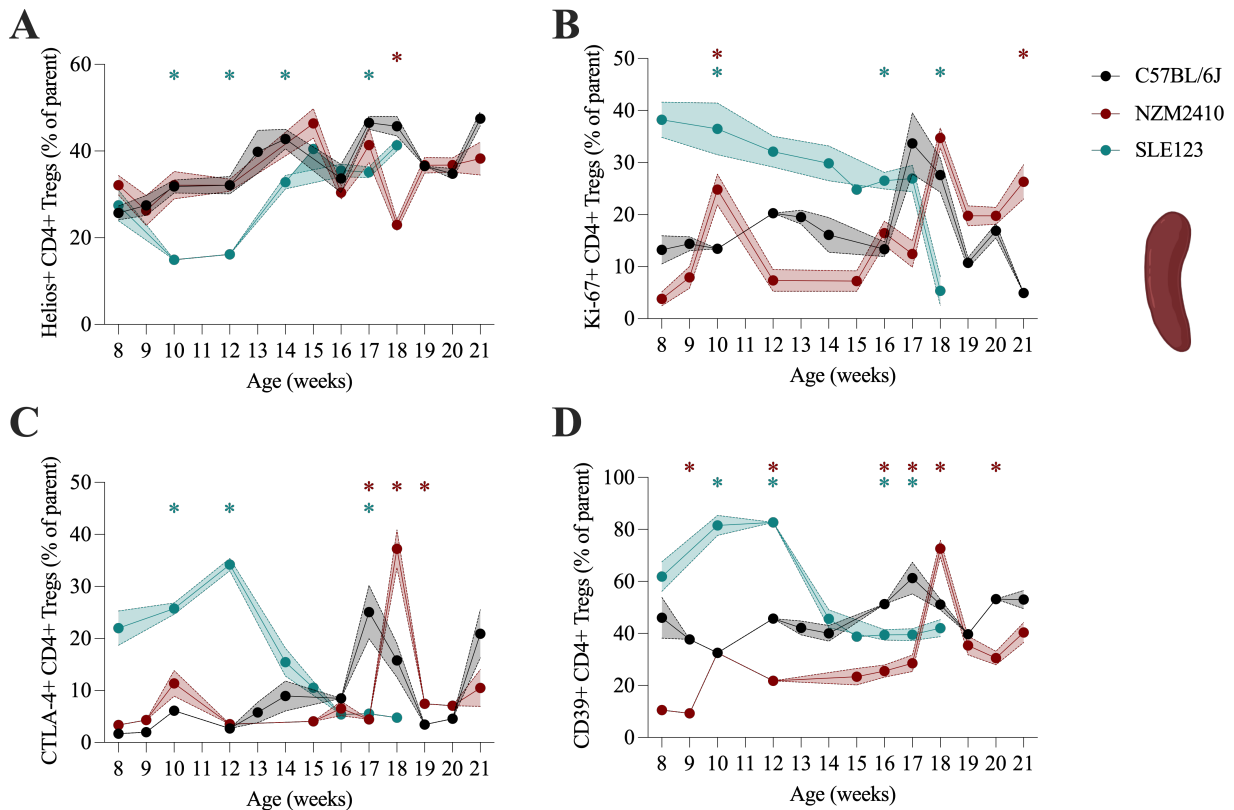 A
Helios+ CD4+ Tregs (% of parent)
60
40
20
0
* * * * *
8 9 10 11 12 13 14 15 16 17 18 19 20 21
Age (weeks)
B
Ki-67+ CD4+ Tregs (% of parent)
50
40
30
20
10
0
* *
* * *
8 9 10 11 12 13 14 15 16 17 18 19 20 21
Age (weeks)
C57BL/6J
NZM2410
SLE123
C
CTLA-4+ CD4+ Tregs (% of parent)
50
40
30
20
10
0
* * *
* * *
8 9 10 11 12 13 14 15 16 17 18 19 20 21
Age (weeks)
D
CD39+ CD4+ Tregs (% of parent)
100
80
60
40
20
0
* * * * * *
* * * *
8 9 10 11 12 13 14 15 16 17 18 19 20 21
Age (weeks)